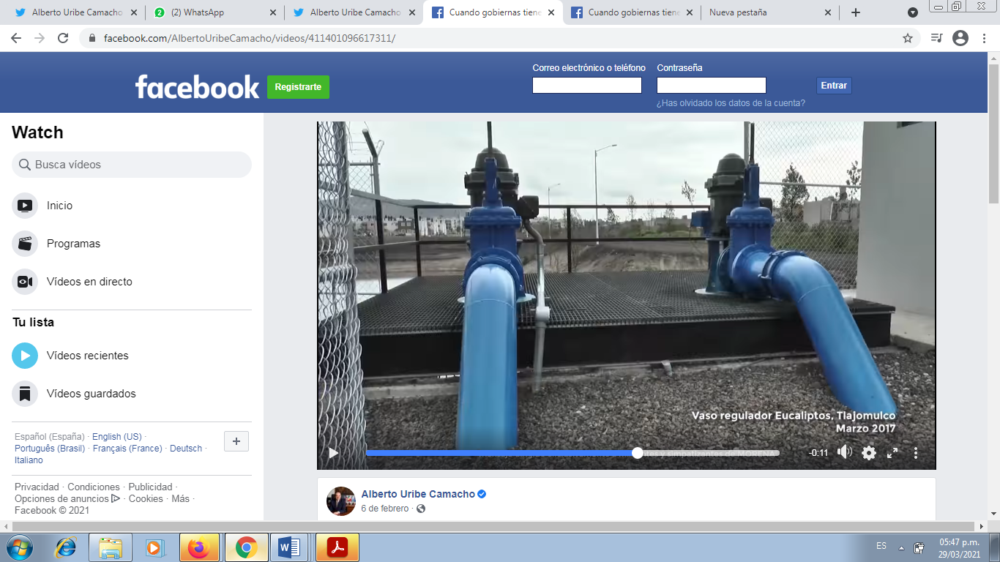 Alberto Uribe Camacho
(2) WhatsApp
Alberto Uribe Camacho
Cuando gobiernas tiene
Cuando gobiernas tiene
Nueva pestaña
facebook.com/AlbertoUribeCamacho/videos/411401096617311/
facebook
Registrarte
Correo electrónico o teléfono
Contraseña
Entrar
¿Has olvidado los datos de la cuenta?
Watch
Busca vídeos
Inicio
Programas
Vídeos en directo
Tu lista
Vídeos recientes
Vídeos guardados
Español (España) · English (US) ·
Português (Brasil) · Français (France) · Deutsch ·
Italiano
Privacidad · Condiciones · Publicidad ·
Opciones de anuncios · Cookies · Más ·
Facebook © 2021
Vaso regulador Eucaliptos, Tlajomulco
Marzo 2017
y simpatizantes de MORENA
-0:11
Alberto Uribe Camacho
6 de febrero ·
ES
05:47 p.m.
29/03/2021